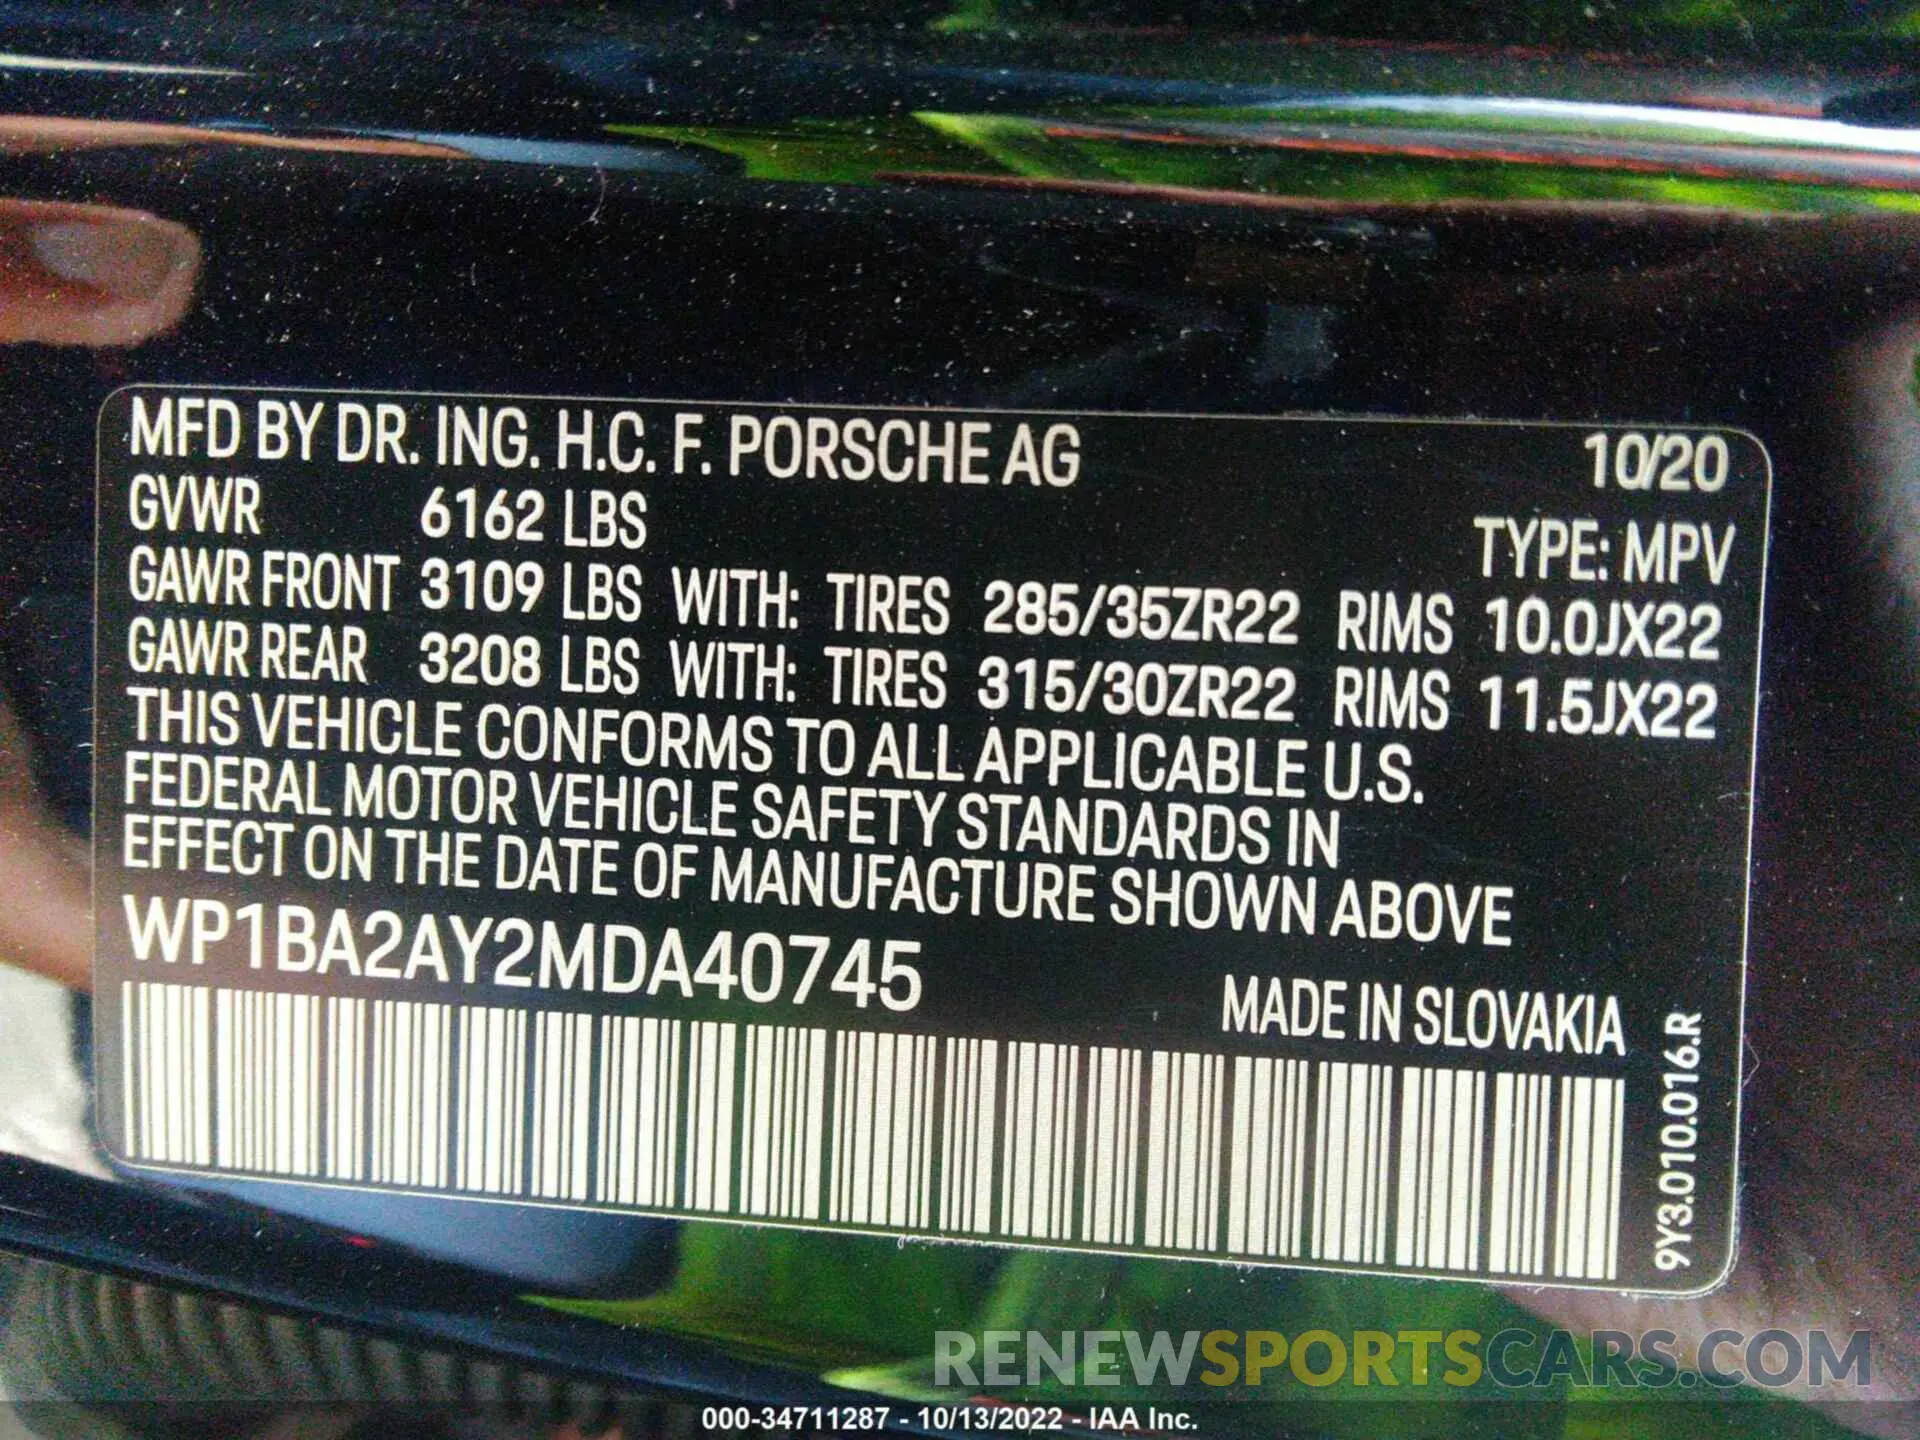 MFD BY DR. ING. H.C. F. PORSCHE AG 10/20
GVWR 6162 LBS TYPE: MPV
GAWR FRONT 3109 LBS WITH: TIRES 285/35ZR22 RIMS 10.0JX22
GAWR REAR 3208 LBS WITH: TIRES 315/30ZR22 RIMS 11.5JX22
THIS VEHICLE CONFORMS TO ALL APPLICABLE U.S.
FEDERAL MOTOR VEHICLE SAFETY STANDARDS IN
EFFECT ON THE DATE OF MANUFACTURE SHOWN ABOVE
WP1BA2AY2MDA40745
MADE IN SLOVAKIA
9Y3.010.016.R
RENEWSPORTSCARS.COM
000-34711287 - 10/13/2022 - IAA Inc.